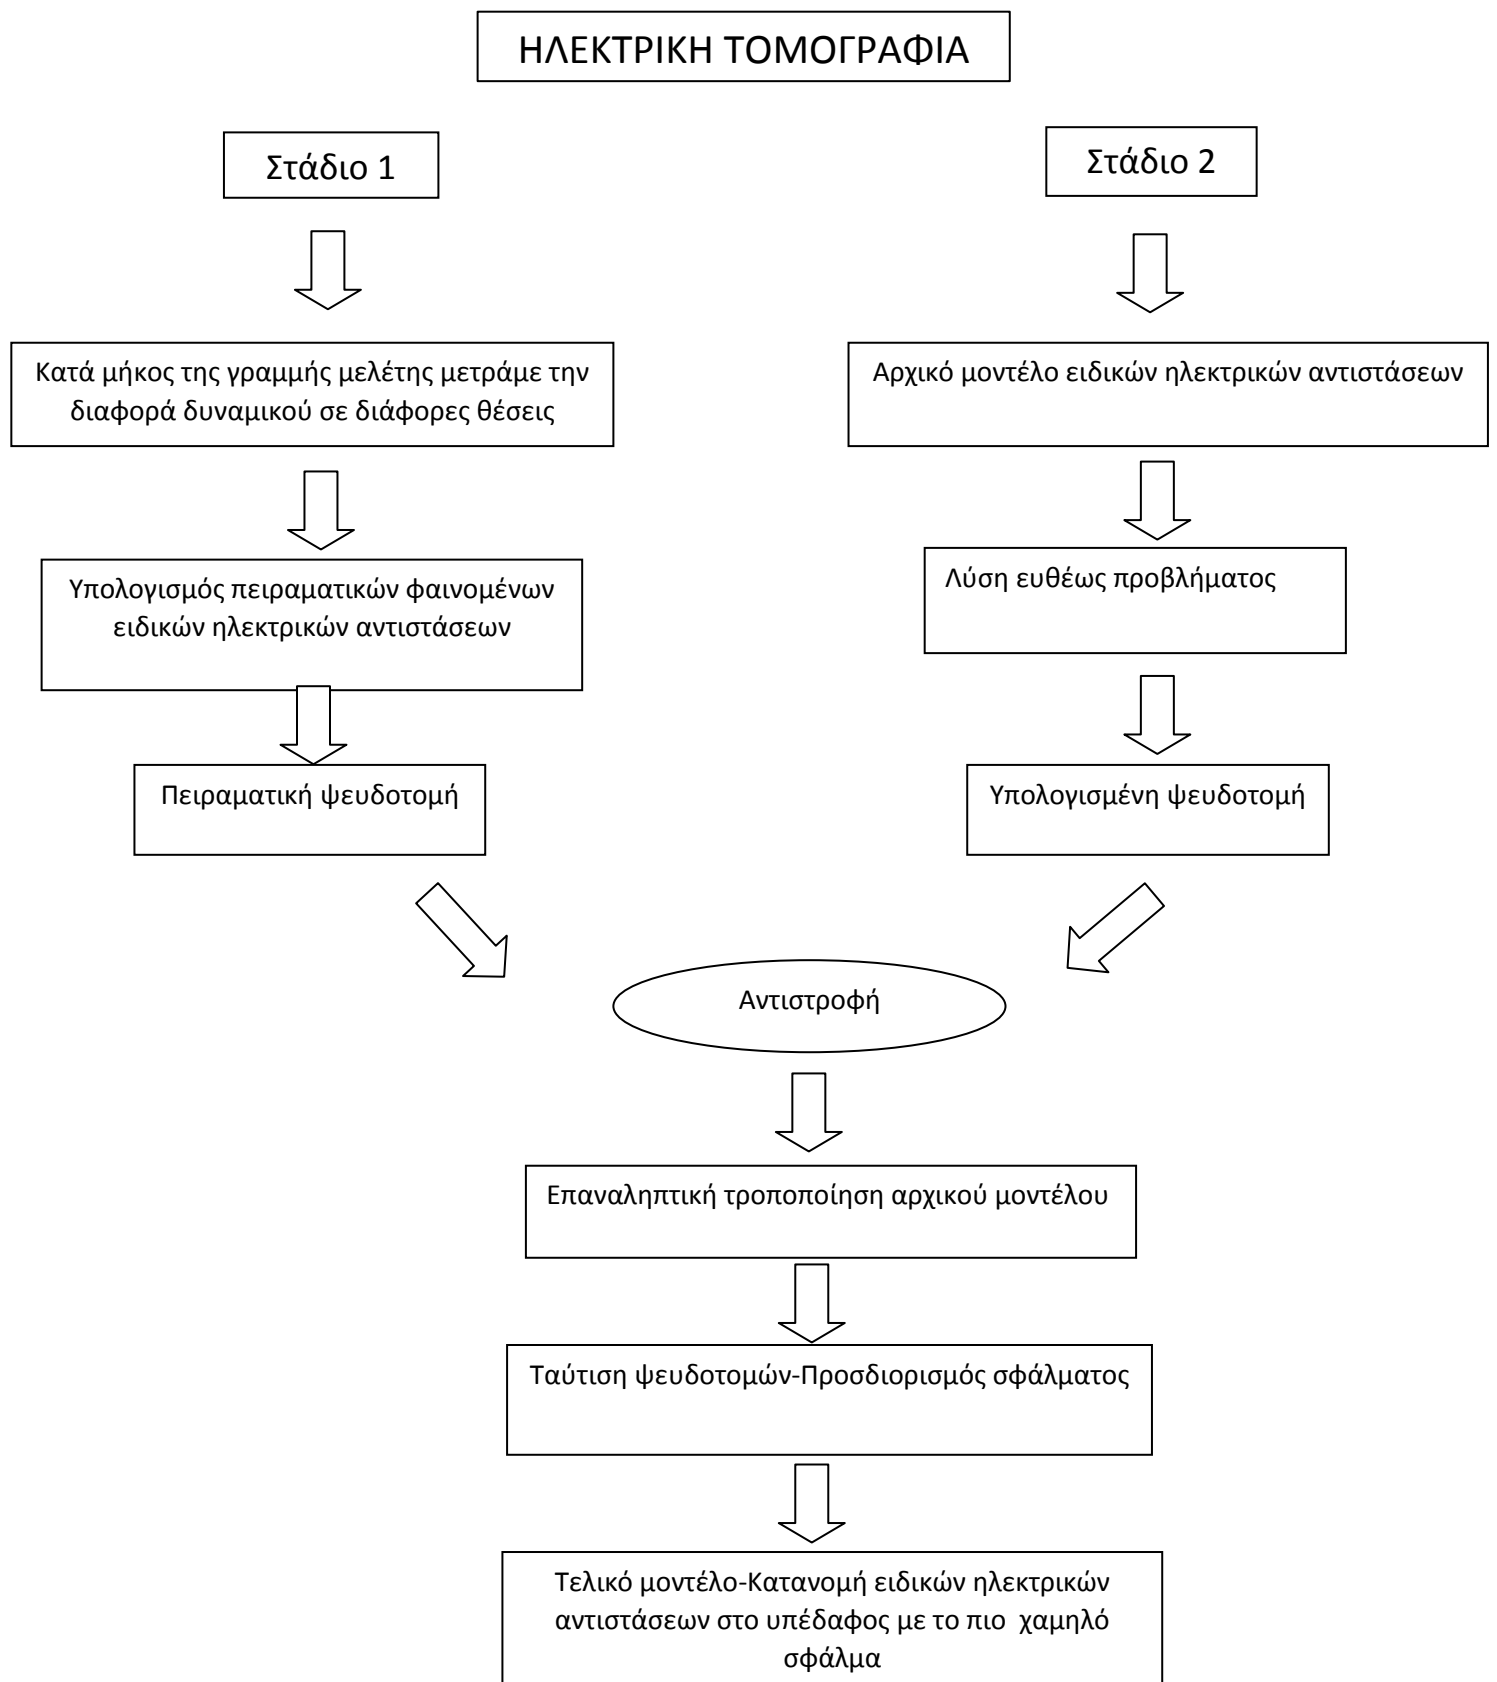 ΗΛΕΚΤΡΙΚΗ ΤΟΜΟΓΡΑΦΙΑ
Στάδιο 1
Κατά μήκος της γραμμής μελέτης μετράμε την
διαφορά δυναμικού σε διάφορες θέσεις
Υπολογισμός πειραματικών φαινομένων
ειδικών ηλεκτρικών αντιστάσεων
Πειραματική ψευδοτομή
Στάδιο 2
Αρχικό μοντέλο ειδικών ηλεκτρικών αντιστάσεων
Λύση ευθέως προβλήματος
Υπολογισμένη ψευδοτομή
Αντιστροφή
Επαναληπτική τροποποίηση αρχικού μοντέλου
Ταύτιση ψευδοτομών-Προσδιορισμός σφάλματος
Τελικό μοντέλο-Κατανομή ειδικών ηλεκτρικών
αντιστάσεων στο υπέδαφος με το πιο χαμηλό
σφάλμα